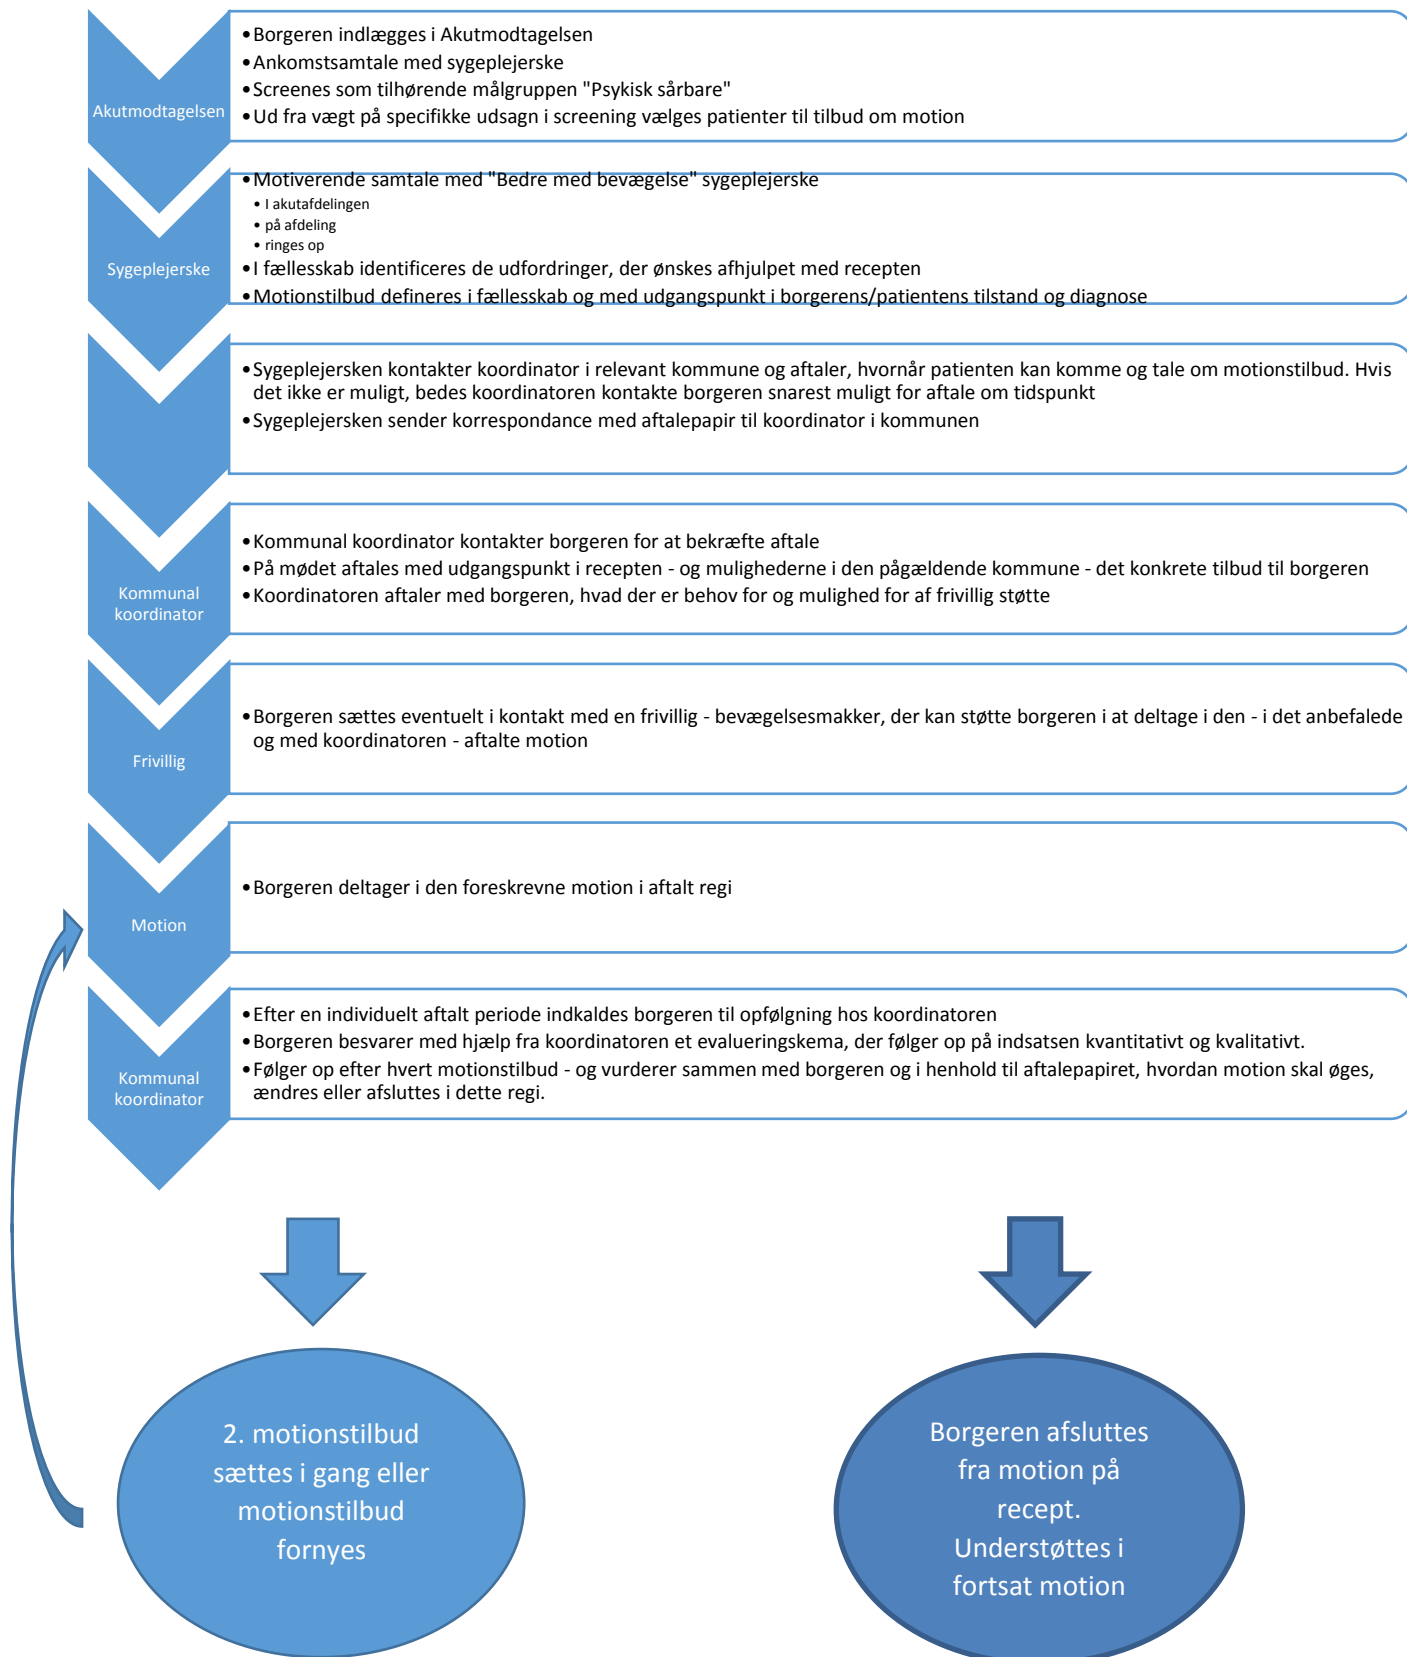 Akutmodtagelsen
•Borgeren indlægges i Akutmodtagelsen
•Ankomstsamtale med sygeplejerske
•Screenes som tilhørende målgruppen "Psykisk sårbare"
•Ud fra vægt på specifikke udsagn i screening vælges patienter til tilbud om motion
Sygeplejerske
•Motiverende samtale med "Bedre med bevægelse" sygeplejerske
• I akutafdelingen
• på afdeling
• ringes op
•I fællesskab identificeres de udfordringer, der ønskes afhjulpet med recepten
•Motionstilbud defineres i fællesskab og med udgangspunkt i borgerens/patientens tilstand og diagnose
•Sygeplejersken kontakter koordinator i relevant kommune og aftaler, hvornår patienten kan komme og tale om motionstilbud. Hvis
det ikke er muligt, bedes koordinatoren kontakte borgeren snarest muligt for aftale om tidspunkt
•Sygeplejersken sender korrespondance med aftalepapir til koordinator i kommunen
Kommunal
koordinator
•Kommunal koordinator kontakter borgeren for at bekræfte aftale
•På mødet aftales med udgangspunkt i recepten - og mulighederne i den pågældende kommune - det konkrete tilbud til borgeren
•Koordinatoren aftaler med borgeren, hvad der er behov for og mulighed for af frivillig støtte
Frivillig
•Borgeren sættes eventuelt i kontakt med en frivillig - bevægelsesmakker, der kan støtte borgeren i at deltage i den - i det anbefalede
og med koordinatoren - aftalte motion
Motion
•Borgeren deltager i den foreskrevne motion i aftalt regi
Kommunal
koordinator
•Efter en individuelt aftalt periode indkaldes borgeren til opfølgning hos koordinatoren
•Borgeren besvarer med hjælp fra koordinatoren et evalueringskema, der følger op på indsatsen kvantitativt og kvalitativt.
•Følger op efter hvert motionstilbud - og vurderer sammen med borgeren og i henhold til aftalepapiret, hvordan motion skal øges,
ændres eller afsluttes i dette regi.
2. motionstilbud
sættes i gang eller
motionstilbud
fornyes
Borgeren afsluttes
fra motion på
recept.
Understøttes i
fortsat motion